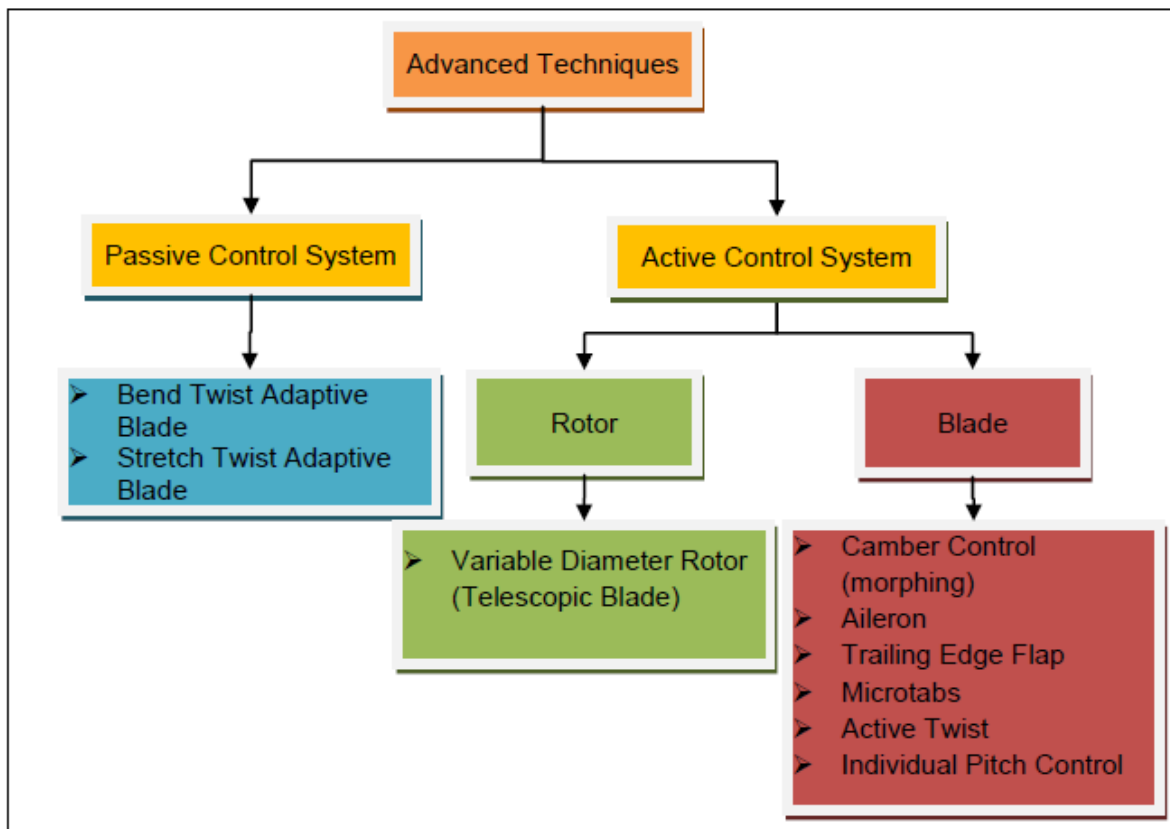 Advanced Techniques
Passive Control System
Active Control System
➢ Bend Twist Adaptive
Blade
➢ Stretch Twist Adaptive
Blade
Rotor
Blade
➢ Variable Diameter Rotor
(Telescopic Blade)
➢ Camber Control
(morphing)
➢ Aileron
➢ Trailing Edge Flap
➢ Microtabs
➢ Active Twist
➢ Individual Pitch Control